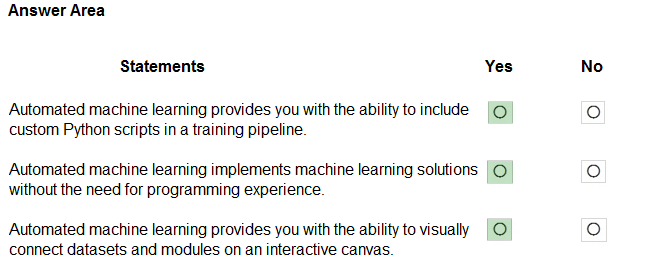 Answer Area
Statements Yes No
Automated machine learning provides you with the ability to include
custom Python scripts in a training pipeline.
Automated machine learning implements machine learning solutions
without the need for programming experience.
Automated machine learning provides you with the ability to visually
connect datasets and modules on an interactive canvas.